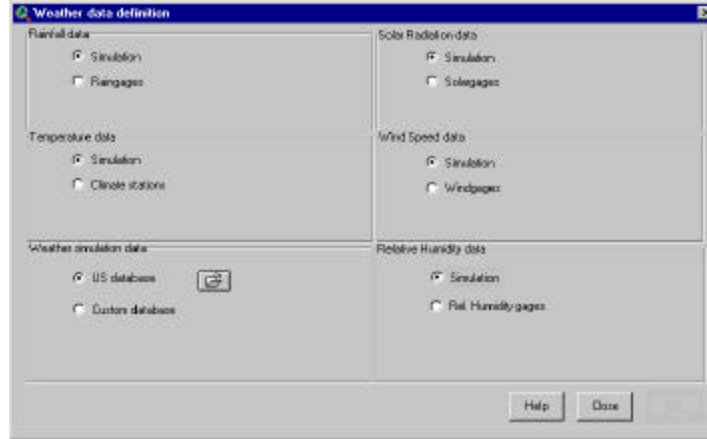 Weather data definition
Rainfall data
Simulation
Raingages
Solar Radiation data
Simulation
Solargages
Temperature data
Simulation
Climate stations
Wind Speed data
Simulation
Windgages
Weather simulation data
US database
Custom database
Relative Humidity data
Simulation
Rel. Humidity gages
Help
Close